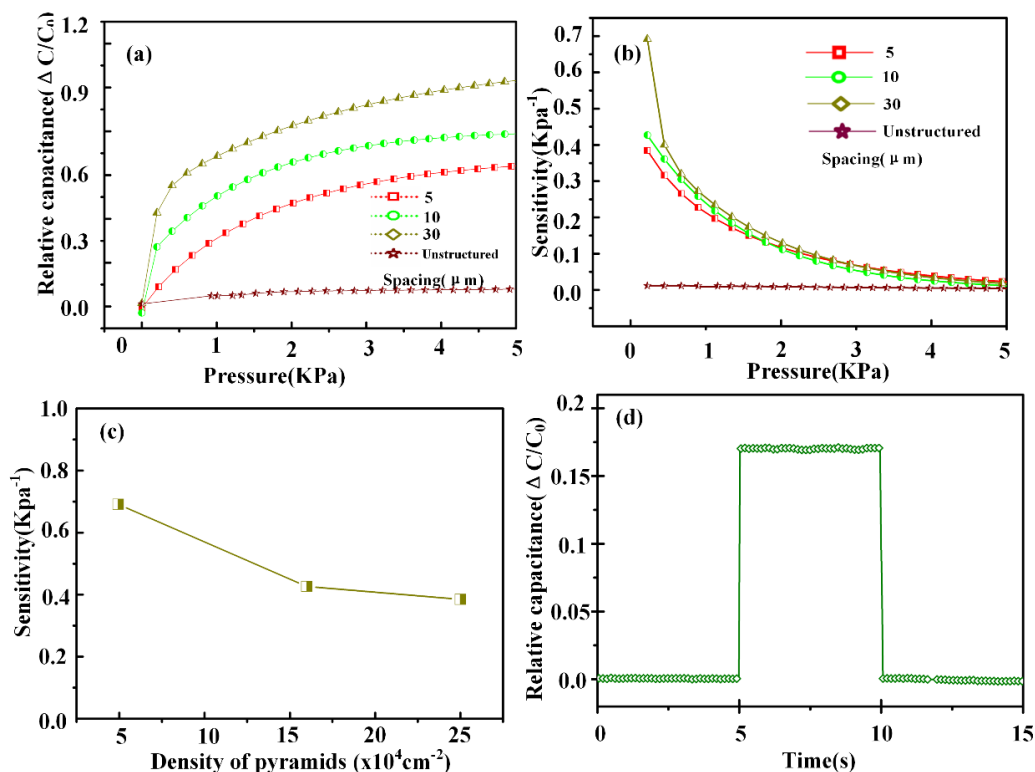 (a)
Relative capacitance(ΔC/C₀)
1.2
0.9
0.6
0.3
0.0
5
10
30
Unstructured
Spacing(μm)
0 1 2 3 4 5
Pressure(KPa)
(b)
Sensitivity(Kpa⁻¹)
0.7
0.6
0.5
0.4
0.3
0.2
0.1
0.0
5
10
30
Unstructured
Spacing(μm)
0 1 2 3 4 5
Pressure(KPa)
(c)
Sensitivity(Kpa⁻¹)
1.0
0.8
0.6
0.4
0.2
0.0
5 10 15 20 25
Density of pyramids (x10⁴cm⁻²)
(d)
Relative capacitance(ΔC/C₀)
0.2
0.15
0.1
0.05
0.0
0 5 10 15
Time(s)